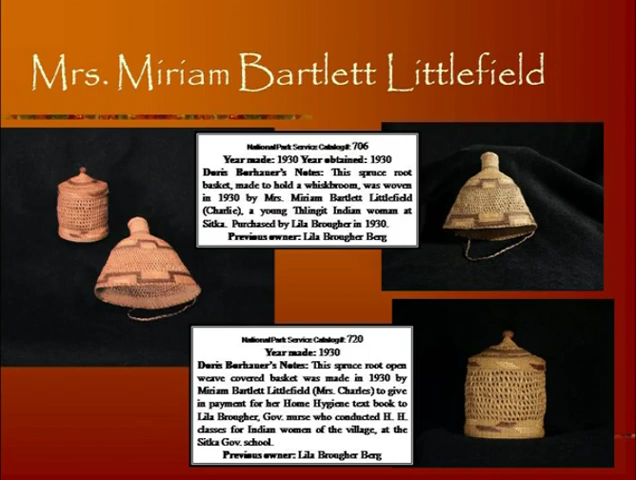 Mrs. Miriam Bartlett Littlefield
National Park Service Catalog#: 706
Year made: 1930 Year obtained: 1930
Doris Borhauer's Notes: This spruce root
basket, made to hold a whiskbroom, was woven
in 1930 by Mrs. Miriam Bartlett Littlefield
(Charlie), a young Thlingit Indian woman at
Sitka. Purchased by Lila Brougher in 1930.
Previous owner: Lila Brougher Berg
National Park Service Catalog#: 720
Year made: 1930
Doris Borhauer's Notes: This spruce root open
weave covered basket was made in 1930 by
Miriam Bartlett Littlefield (Mrs. Charles) to give
in payment for her Home Hygiene text book to
Lila Brougher, Gov. nurse who conducted H. H.
classes for Indian women of the village, at the
Sitka Gov. school.
Previous owner: Lila Brougher Berg